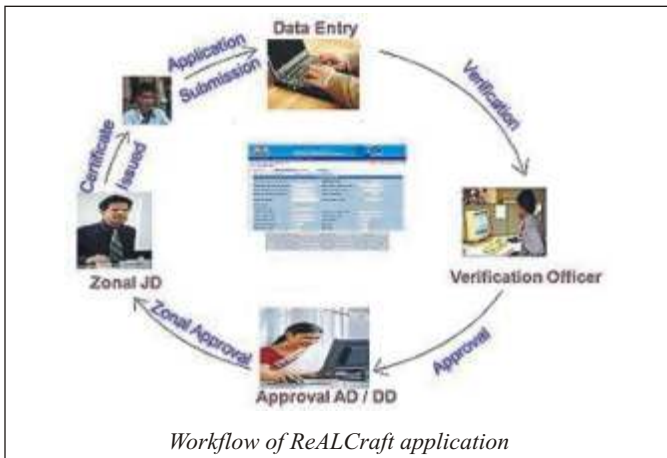 Data Entry
Application
Submission
Verification
Verification Officer
Approval
Approval AD / DD
Zonal Approval
Zonal JD
Certificate
Issued
Workflow of ReALCraft application